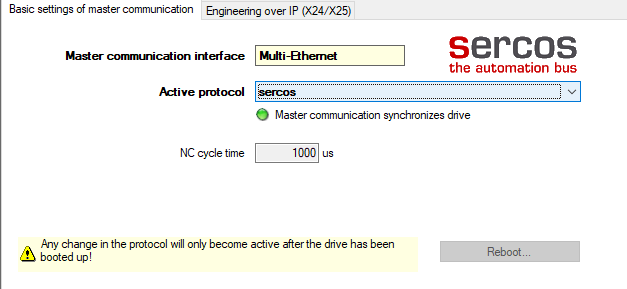 Basic settings of master communication
Engineering over IP (X24/X25)
sercos
the automation bus
Master communication interface
Multi-Ethernet
Active protocol
sercos
Master communication synchronizes drive
NC cycle time
1000
us
Any change in the protocol will only become active after the drive has been
booted up!
Reboot...